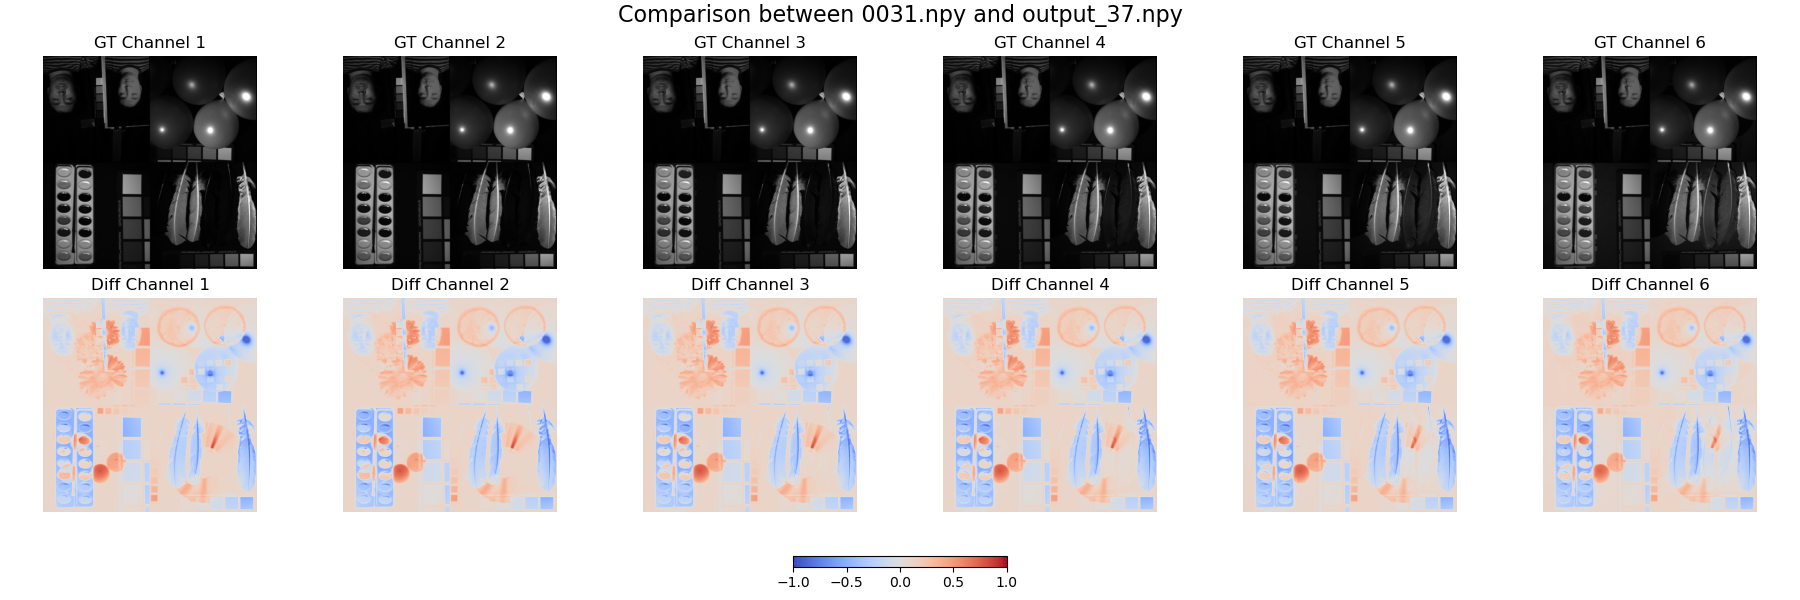 Comparison between 0031.npy and output_37.npy
GT Channel 1
GT Channel 2
GT Channel 3
GT Channel 4
GT Channel 5
GT Channel 6
Diff Channel 1
Diff Channel 2
Diff Channel 3
Diff Channel 4
Diff Channel 5
Diff Channel 6
−1.0 −0.5 0.0 0.5 1.0